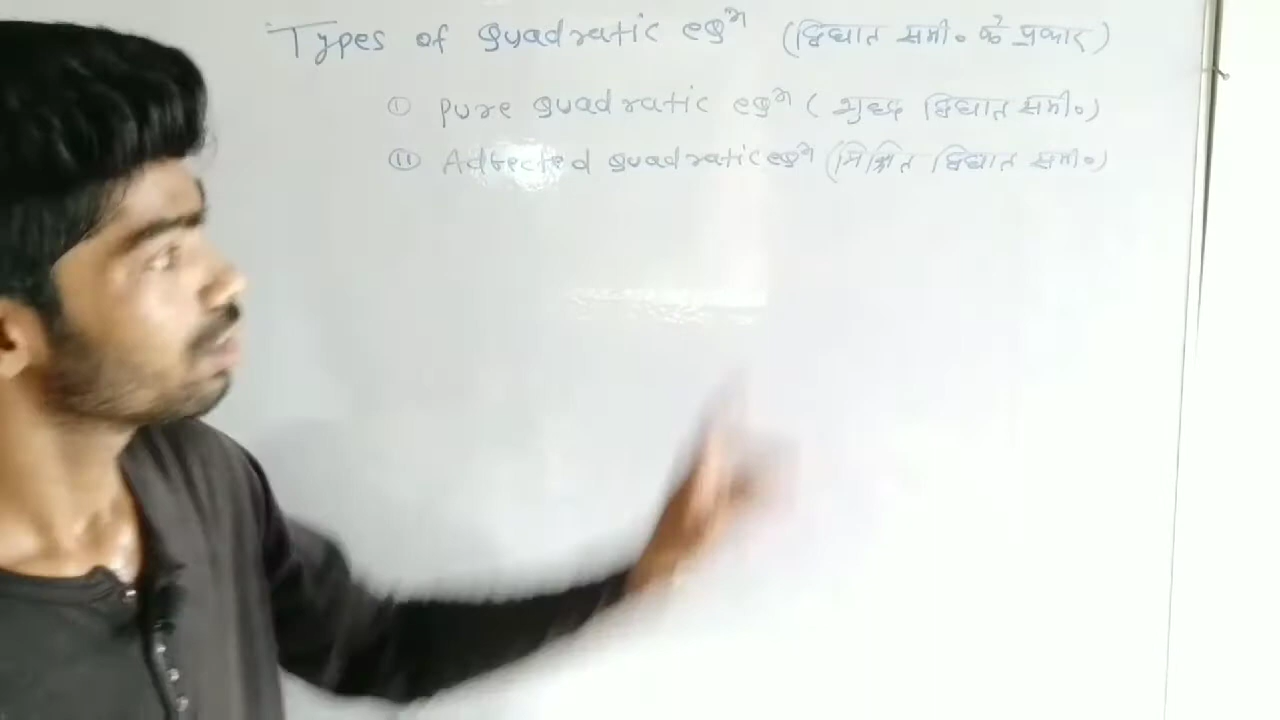 Types of quadratic eqⁿ (द्विघात समी० के प्रकार)
① Pure quadratic eqⁿ (शुद्ध द्विघात समी०)
⑪ Adfected quadratic eqⁿ (मिश्रित द्विघात समी०)